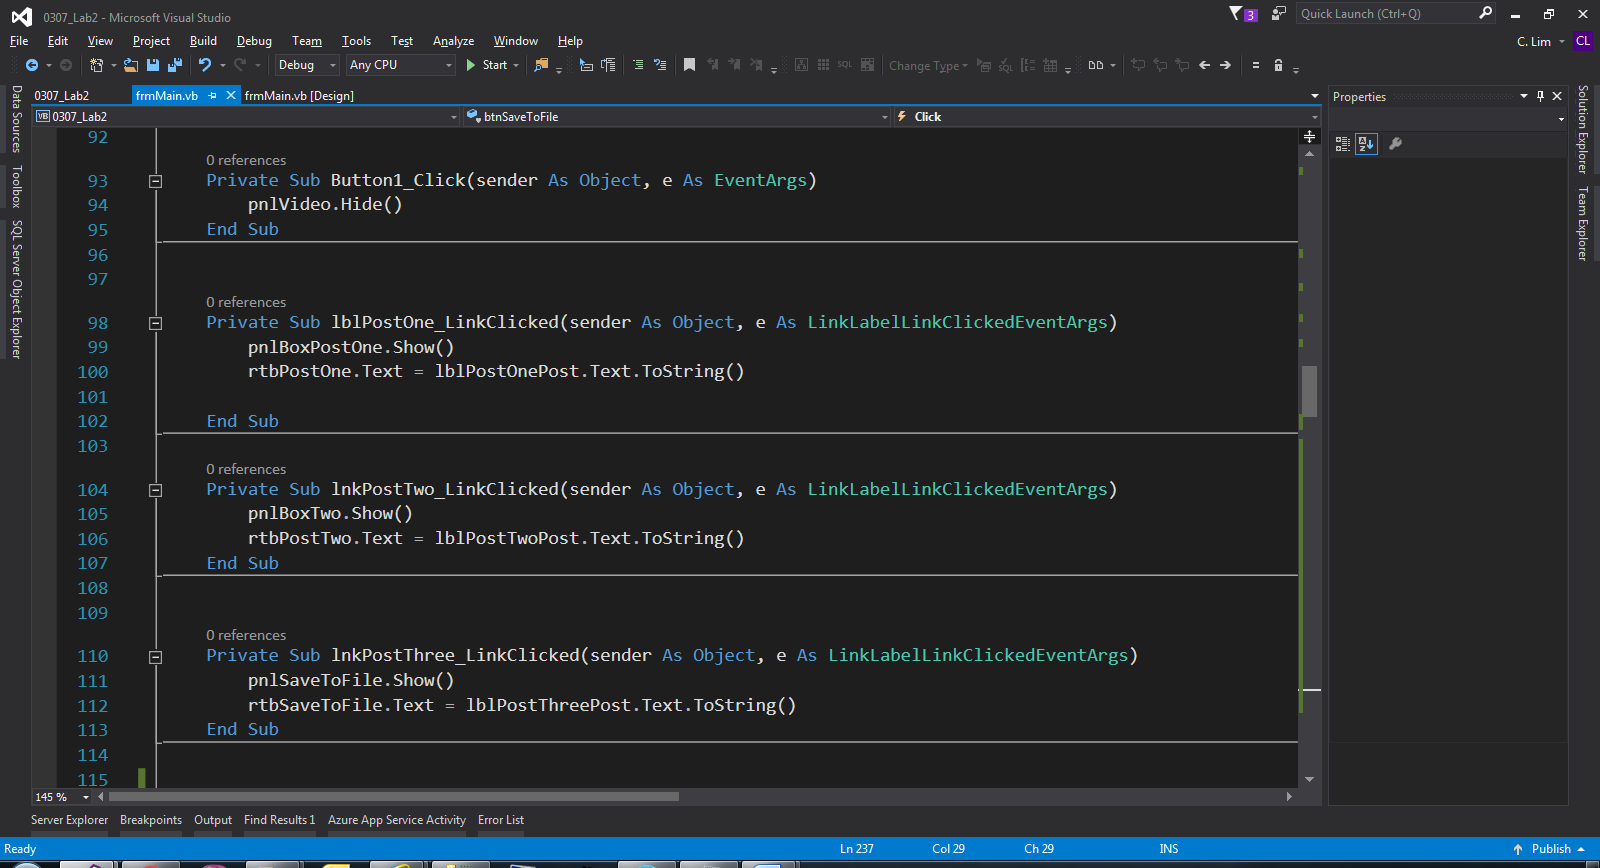 0307_Lab2 - Microsoft Visual Studio
3
Quick Launch (Ctrl+Q)
File Edit View Project Build Debug Team Tools Test Analyze Window Help
C. Lim CL
Debug Any CPU Start SQL Change Type SQL
0307_Lab2 frmMain.vb frmMain.vb [Design]
Properties
VB 0307_Lab2 btnSaveToFile Click
Data Sources
Toolbox
SQL Server Object Explorer
Solution Explorer
Team Explorer
92
0 references
93 Private Sub Button1_Click(sender As Object, e As EventArgs)
94 pnlVideo.Hide()
95 End Sub
96
97
0 references
98 Private Sub lblPostOne_LinkClicked(sender As Object, e As LinkLabelLinkClickedEventArgs)
99 pnlBoxPostOne.Show()
100 rtbPostOne.Text = lblPostOnePost.Text.ToString()
101
102 End Sub
103
0 references
104 Private Sub lnkPostTwo_LinkClicked(sender As Object, e As LinkLabelLinkClickedEventArgs)
105 pnlBoxTwo.Show()
106 rtbPostTwo.Text = lblPostTwoPost.Text.ToString()
107 End Sub
108
109
0 references
110 Private Sub lnkPostThree_LinkClicked(sender As Object, e As LinkLabelLinkClickedEventArgs)
111 pnlSaveToFile.Show()
112 rtbSaveToFile.Text = lblPostThreePost.Text.ToString()
113 End Sub
114
115
145 %
Server Explorer Breakpoints Output Find Results 1 Azure App Service Activity Error List
Ready Ln 237 Col 29 Ch 29 INS Publish